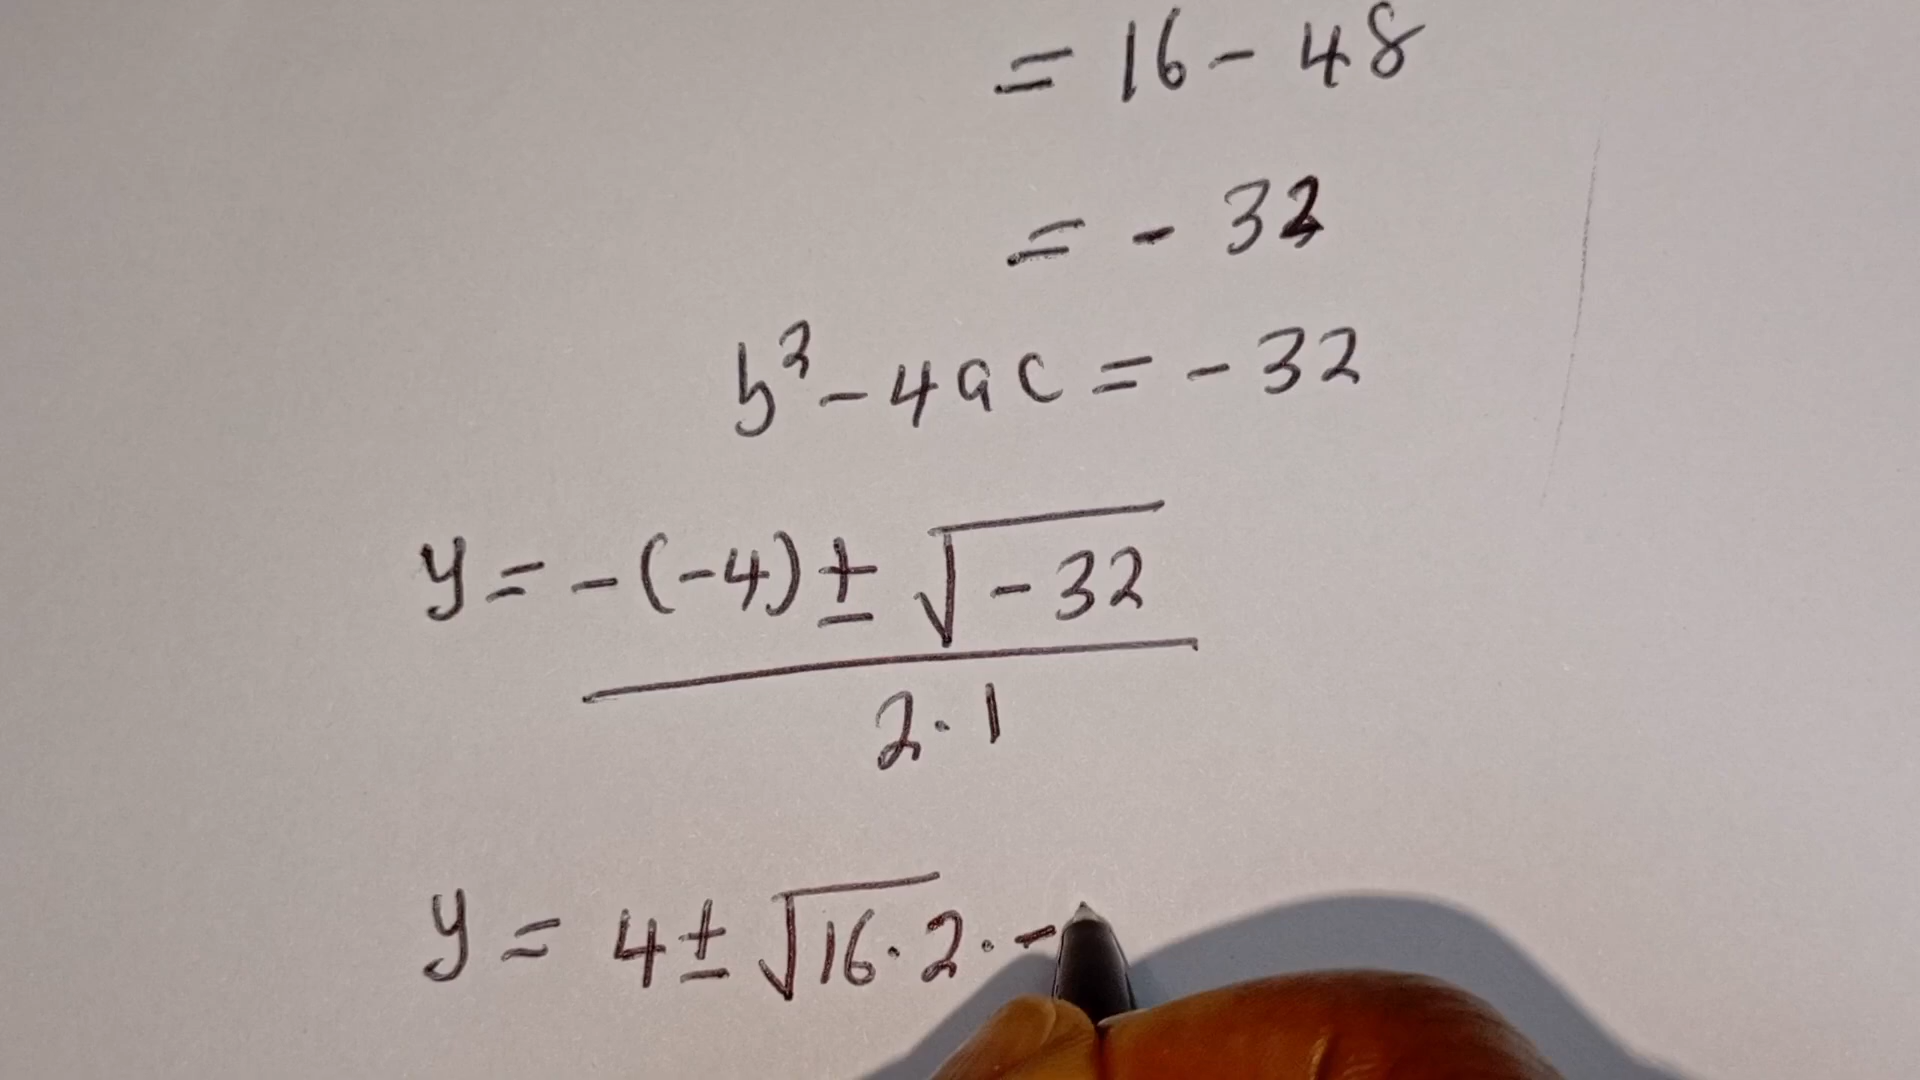 = 16 - 48
= - 32
b² - 4ac = - 32
y = -(-4) ± √-32
2 · 1
y = 4 ± √16 · 2 · -